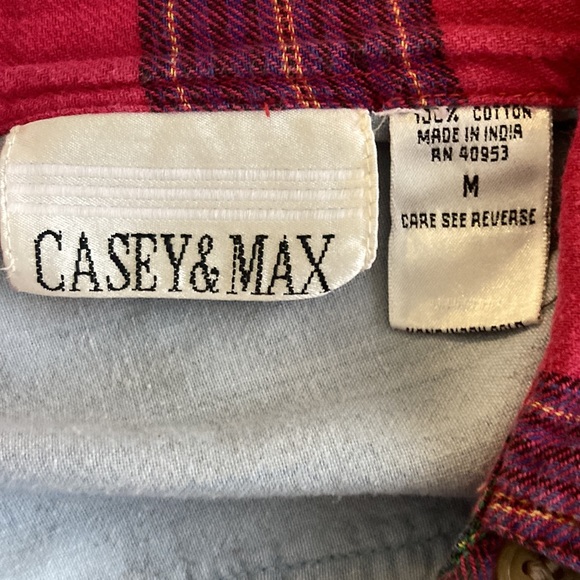 CASEY & MAX
100% COTTON
MADE IN INDIA
RN 40953
M
CARE SEE REVERSE